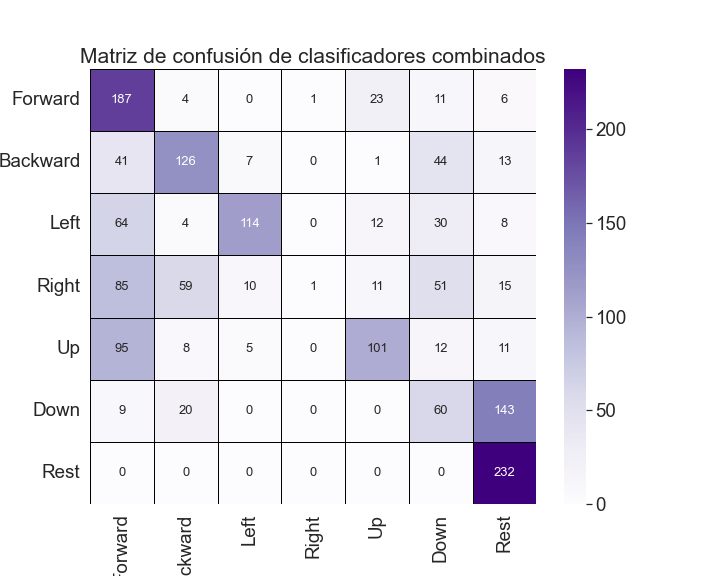 Matriz de confusión de clasificadores combinados
Forward 187 4 0 1 23 11 6
Backward 41 126 7 0 1 44 13
Left 64 4 114 0 12 30 8
Right 85 59 10 1 11 51 15
Up 95 8 5 0 101 12 11
Down 9 20 0 0 0 60 143
Rest 0 0 0 0 0 0 232
Forward ckward Left Right Up Down Rest
200
150
100
50
0